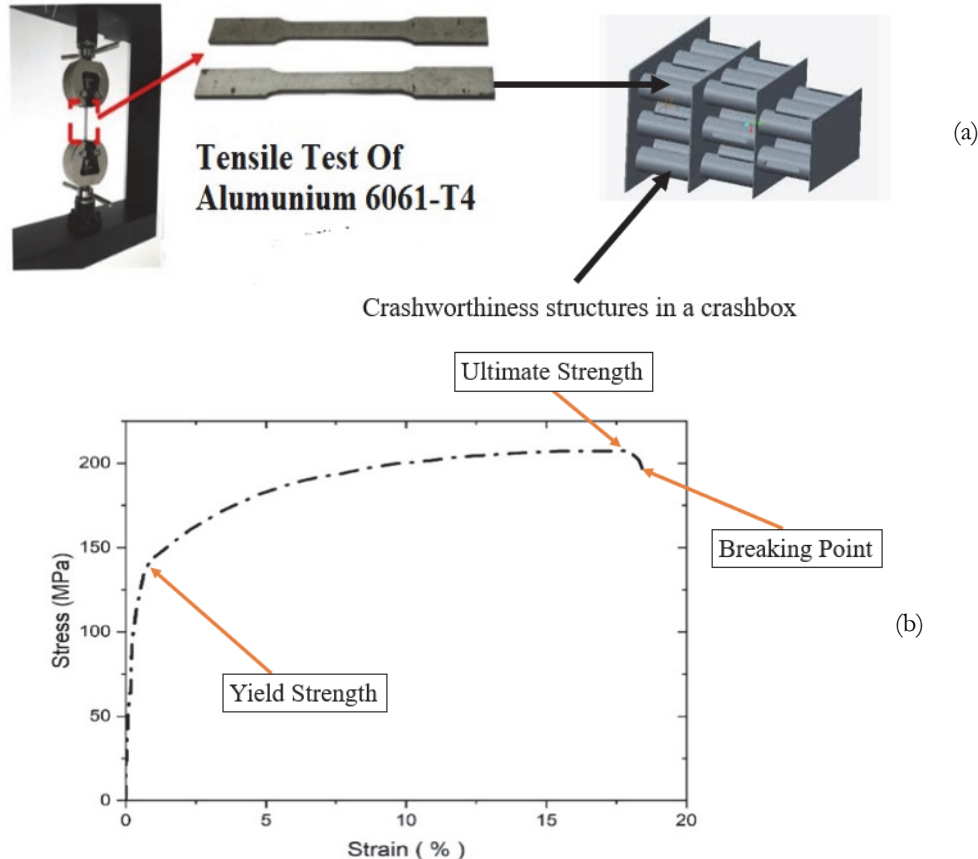 Tensile Test Of
Alumunium 6061-T4
(a)
Crashworthiness structures in a crashbox
Ultimate Strength
200
150
100
50
0
Stress (MPa)
Breaking Point
(b)
Yield Strength
0 5 10 15 20
Strain ( % )